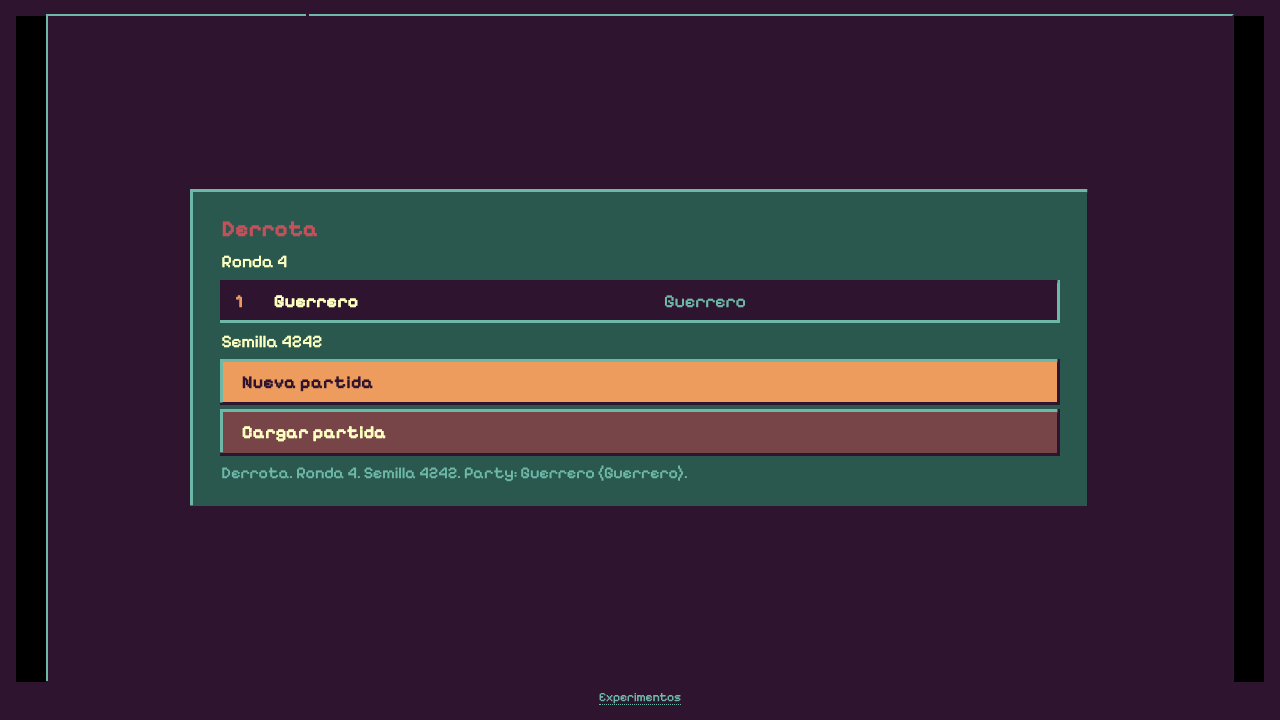 Derrota
Ronda 4
1 Guerrero Guerrero
Semilla 4242
Nueva partida
Cargar partida
Derrota. Ronda 4. Semilla 4242. Party: Guerrero (Guerrero).
Experimentos